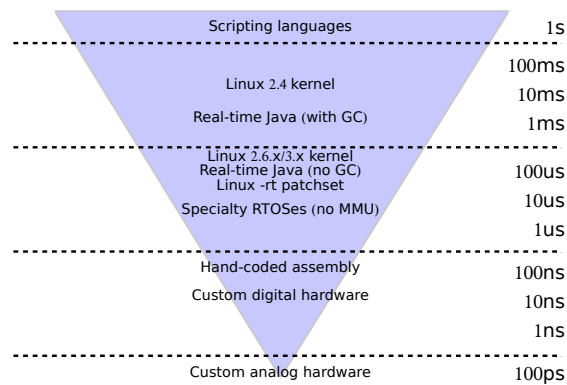 Scripting languages
1s
100ms
Linux 2.4 kernel
10ms
Real-time Java (with GC)
1ms
Linux 2.6.x/3.x kernel
Real-time Java (no GC)
100us
Linux -rt patchset
10us
Specialty RTOSes (no MMU)
1us
Hand-coded assembly
100ns
Custom digital hardware
10ns
1ns
Custom analog hardware
100ps